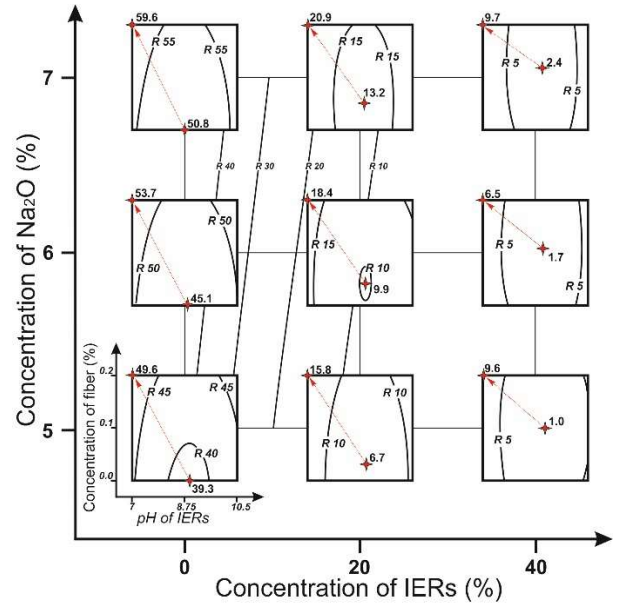 59.6
R 55
R 55
50.8
20.9
R 15
R 15
13.2
9.7
R 5
R 5
2.4
7
R 40
R 30
R 20
R 10
53.7
R 50
R 50
45.1
18.4
R 15
R 10
9.9
6.5
R 5
R 5
1.7
6
Concentration of Na2O (%)
49.6
R 45
R 45
R 40
39.3
15.8
R 10
R 10
6.7
9.6
R 5
1.0
5
Concentration of fiber (%)
0.2
0.1
0.0
7
8.75
10.5
pH of IERs
0
20
40
Concentration of IERs (%)